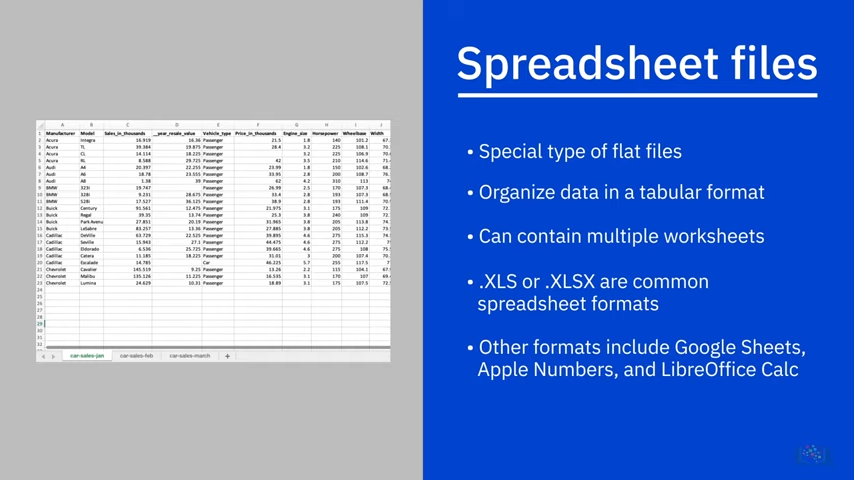 Spreadsheet files
• Special type of flat files
• Organize data in a tabular format
• Can contain multiple worksheets
• .XLS or .XLSX are common
spreadsheet formats
• Other formats include Google Sheets,
Apple Numbers, and LibreOffice Calc
A B C D E F G H I J
1 Manufacturer Model Sales_in_thousands __year_resale_value Vehicle_type Price_in_thousands Engine_size Horsepower Wheelbase Width
2 Acura Integra 16.919 16.36 Passenger 21.5 1.8 140 101.2 67.
3 Acura TL 39.384 19.875 Passenger 28.4 3.2 225 108.1 70.
4 Acura CL 14.114 18.225 Passenger 3.2 225 106.9 70.
5 Acura RL 8.588 29.725 Passenger 42 3.5 210 114.6 71.
6 Audi A4 20.397 22.255 Passenger 23.99 1.8 150 102.6 68.
7 Audi A6 18.78 23.555 Passenger 33.95 2.8 200 108.7 76.
8 Audi A8 1.38 39 Passenger 62 4.2 310 113 7
9 BMW 323i 19.747 Passenger 26.99 2.5 170 107.3 68.
10 BMW 328i 9.231 28.675 Passenger 33.4 2.8 193 107.3 68.
11 BMW 528i 17.527 36.125 Passenger 38.9 2.8 193 111.4 70.
12 Buick Century 91.561 12.475 Passenger 21.975 3.1 175 109 72.
13 Buick Regal 39.35 13.74 Passenger 25.3 3.8 240 109 72.
14 Buick Park Avenu 27.851 20.19 Passenger 31.965 3.8 205 113.8 74.
15 Buick LeSabre 83.257 13.36 Passenger 27.885 3.8 205 112.2 73.
16 Cadillac DeVille 63.729 22.525 Passenger 39.895 4.6 275 115.3 74.
17 Cadillac Seville 15.943 27.1 Passenger 44.475 4.6 275 112.2 7
18 Cadillac Eldorado 6.536 25.725 Passenger 39.665 4.6 275 108 75.
19 Cadillac Catera 11.185 18.225 Passenger 31.01 3 200 107.4 70.
20 Cadillac Escalade 14.785 Car 46.225 5.7 255 117.5 7
21 Chevrolet Cavalier 145.519 9.25 Passenger 13.26 2.2 115 104.1 67.
22 Chevrolet Malibu 135.126 11.225 Passenger 16.535 3.1 170 107 69.
23 Chevrolet Lumina 24.629 10.31 Passenger 18.89 3.1 175 107.5 72.
24
25
26
27
28
29
30
31
32
car-sales-jan car-sales-feb car-sales-march +